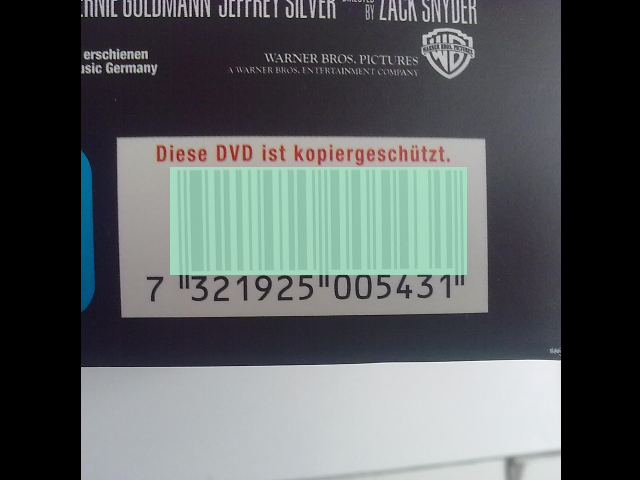 ERNIE GOLDMANN JEFFREY SILVER DIRECTED BY ZACK SNYDER
erschienen
usic Germany
WARNER BROS. PICTURES
A WARNER BROS. ENTERTAINMENT COMPANY
WARNER BROS. PICTURES
Diese DVD ist kopiergeschützt.
7 "321925"005431"